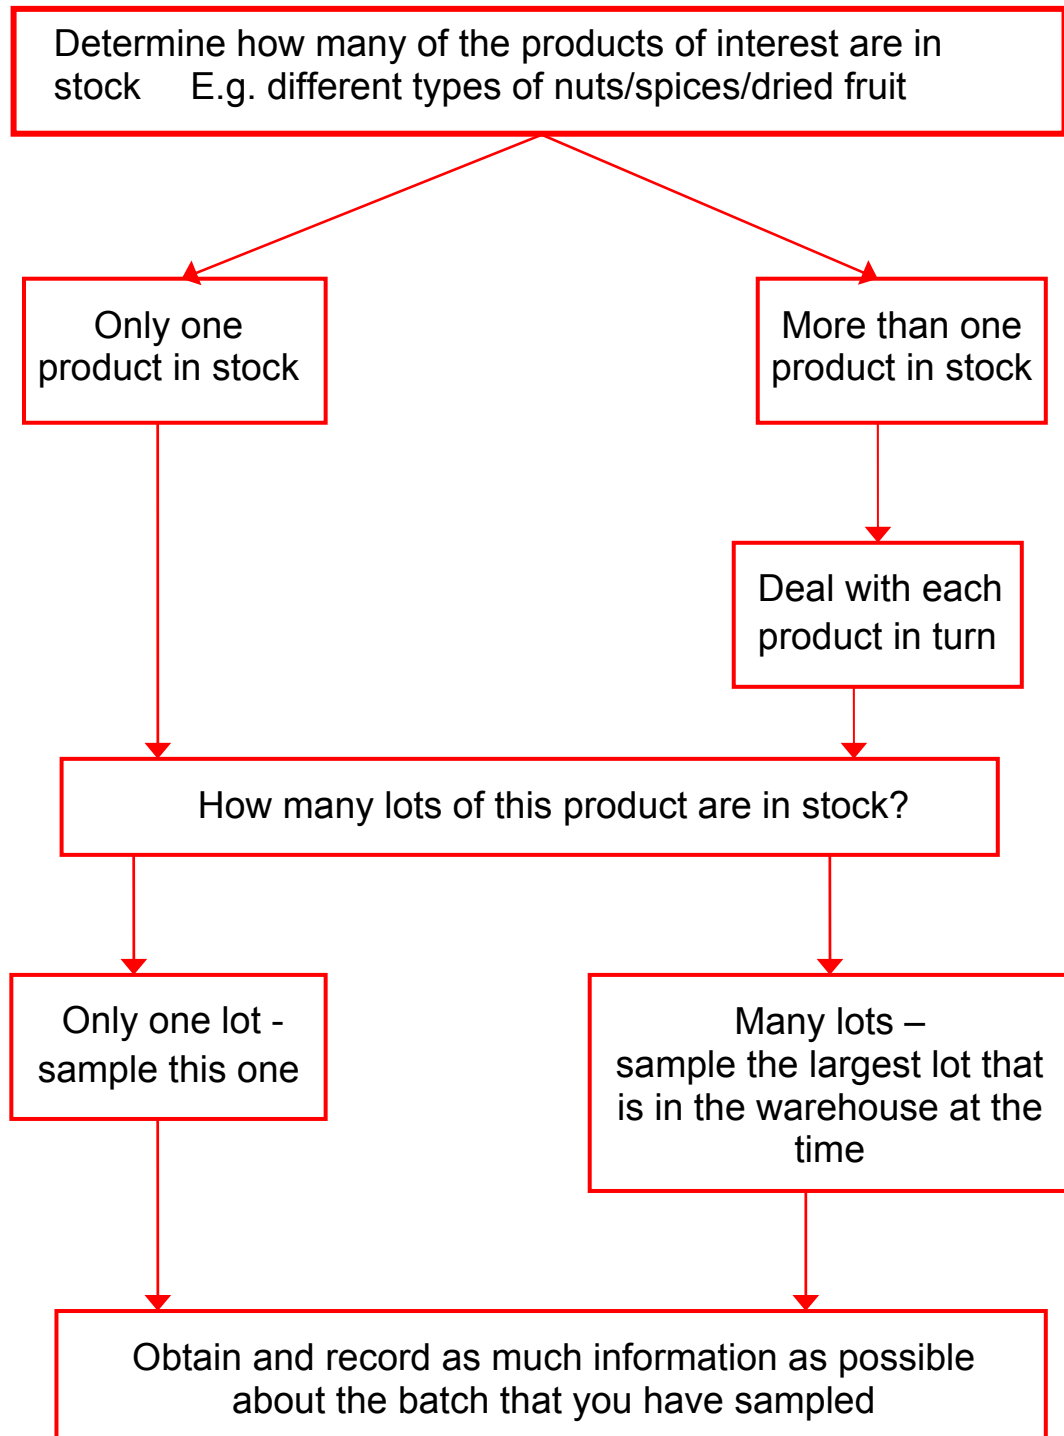 Determine how many of the products of interest are in
stock E.g. different types of nuts/spices/dried fruit
Only one
product in stock
More than one
product in stock
Deal with each
product in turn
How many lots of this product are in stock?
Only one lot -
sample this one
Many lots –
sample the largest lot that
is in the warehouse at the
time
Obtain and record as much information as possible
about the batch that you have sampled